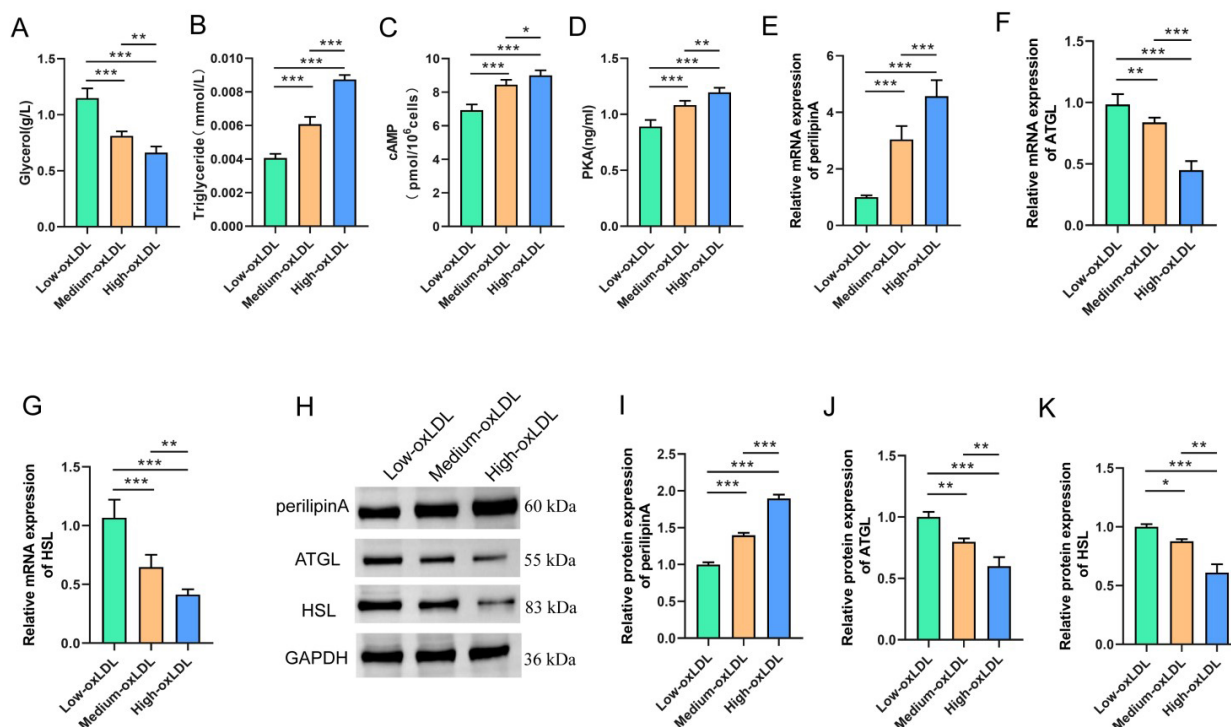 A
Glycerol(g/L)
1.5
1.0
0.5
0.0
**
***
***
Low-oxLDL
Medium-oxLDL
High-oxLDL
B
Triglyceride( mmol/L)
0.010
0.008
0.006
0.004
0.002
0.000
***
***
***
Low-oxLDL
Medium-oxLDL
High-oxLDL
C
cAMP
( pmol/10⁶cells)
10
8
6
4
2
0
*
***
***
Low-oxLDL
Medium-oxLDL
High-oxLDL
D
PKA(ng/ml)
1.5
1.0
0.5
0.0
**
***
***
Low-oxLDL
Medium-oxLDL
High-oxLDL
E
Relative mRNA expression
of perilipinA
6
4
2
0
***
***
***
Low-oxLDL
Medium-oxLDL
High-oxLDL
F
Relative mRNA expression
of ATGL
1.5
1.0
0.5
0.0
***
***
**
Low-oxLDL
Medium-oxLDL
High-oxLDL
G
Relative mRNA expression
of HSL
1.5
1.0
0.5
0.0
**
***
***
Low-oxLDL
Medium-oxLDL
High-oxLDL
H
Low-oxLDL
Medium-oxLDL
High-oxLDL
perilipinA 60 kDa
ATGL 55 kDa
HSL 83 kDa
GAPDH 36 kDa
I
Relative protein expression
of perilipinA
2.5
2.0
1.5
1.0
0.5
0.0
***
***
***
Low-oxLDL
Medium-oxLDL
High-oxLDL
J
Relative protein expression
of ATGL
1.5
1.0
0.5
0.0
**
***
**
Low-oxLDL
Medium-oxLDL
High-oxLDL
K
Relative protein expression
of HSL
1.5
1.0
0.5
0.0
**
***
*
Low-oxLDL
Medium-oxLDL
High-oxLDL